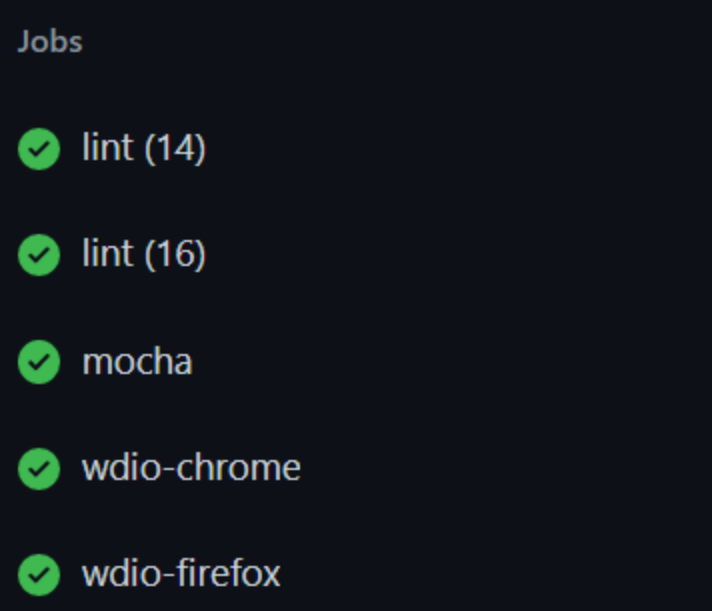 Jobs
lint (14)
lint (16)
mocha
wdio-chrome
wdio-firefox